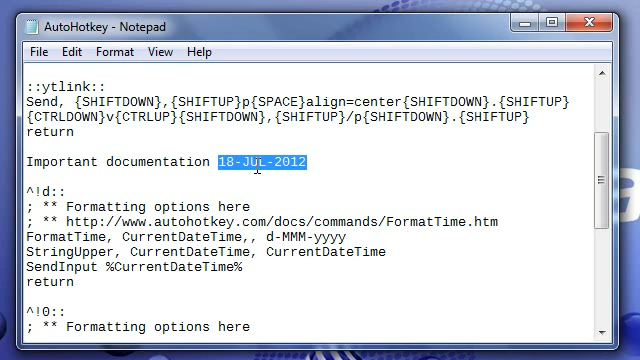 AutoHotkey - Notepad
File Edit Format View Help
::ytlink::
Send, {SHIFTDOWN},{SHIFTUP}p{SPACE}align=center{SHIFTDOWN}.{SHIFTUP}
{CTRLDOWN}v{CTRLUP}{SHIFTDOWN},{SHIFTUP}/p{SHIFTDOWN}.{SHIFTUP}
return
Important documentation 18-JUL-2012
^!d::
; ** Formatting options here
; ** http://www.autohotkey.com/docs/commands/FormatTime.htm
FormatTime, CurrentDateTime,, d-MMM-yyyy
StringUpper, CurrentDateTime, CurrentDateTime
SendInput %CurrentDateTime%
return
^!0::
; ** Formatting options here